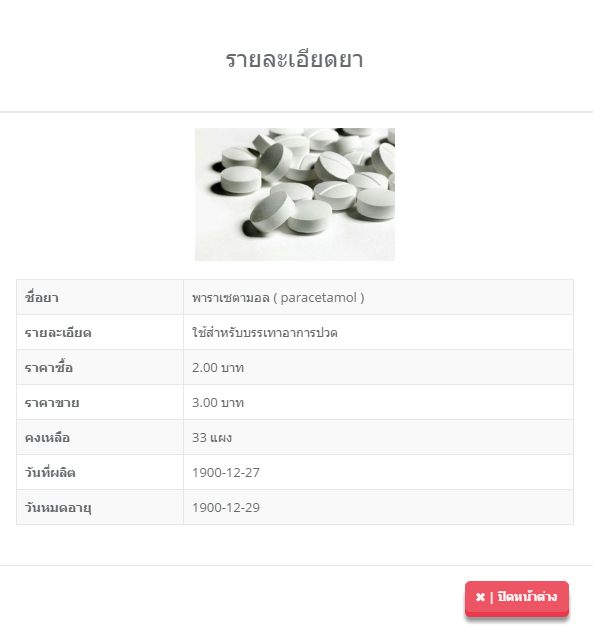 รายละเอียดยา
ชื่อยา พาราเซตามอล ( paracetamol )
รายละเอียด ใช้สำหรับบรรเทาอาการปวด
ราคาซื้อ 2.00 บาท
ราคาขาย 3.00 บาท
คงเหลือ 33 แผง
วันที่ผลิต 1900-12-27
วันหมดอายุ 1900-12-29
✖ | ปิดหน้าต่าง